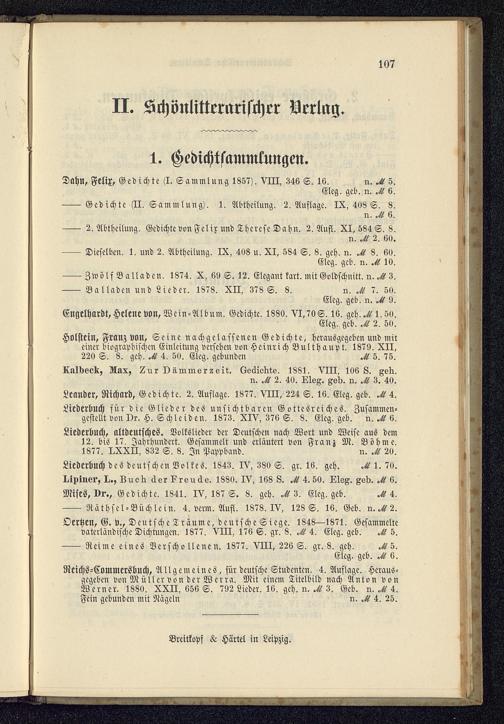 107
II. Schönlitterarischer Verlag.
1. Gedichtsammlungen.
Dahn, Felix, Gedichte (I. Sammlung 1857). VIII, 346 S. 16. n. ℳ 5.
Eleg. geb. n. ℳ 6.
—— Gedichte (II. Sammlung). 1. Abtheilung. 2. Auflage. IX, 408 S. 8.
n. ℳ 6.
—— 2. Abtheilung. Gedichte von Felix und Therese Dahn. 2. Aufl. XI, 584 S. 8.
n. ℳ 2. 60.
—— Dieselben. 1. und 2. Abtheilung. IX, 408 u. XI, 584 S. 8. geh. n. ℳ 8. 60.
Eleg. geb. n. ℳ 10.
—— Zwölf Balladen. 1874. X, 69 S. 12. Elegant kart. mit Goldschnitt. n. ℳ 3.
—— Balladen und Lieder. 1878. XII, 378 S. 8. n. ℳ 7. 50.
Eleg. geb. n. ℳ 9.
Engelhardt, Helene von, Wein-Album. Gedichte. 1880. VI, 70 S. 16. geh. ℳ 1. 50.
Eleg. geb. ℳ 2. 50.
Holstein, Franz von, Seine nachgelassenen Gedichte, herausgegeben und mit
einer biographischen Einleitung versehen von Heinrich Bulthaupt. 1879. XII,
220 S. 8. geh. ℳ 4. 50. Eleg. gebunden ℳ 5. 75.
Kalbeck, Max, Zur Dämmerzeit. Gedichte. 1881. VIII, 106 S. geh.
n. ℳ 2. 40. Eleg. geb. n. ℳ 3. 40.
Leander, Richard, Gedichte. 2. Auflage. 1877. VIII, 224 S. 16. Eleg. geb. ℳ 4.
Liederbuch für die Glieder des unsichtbaren Gottesreiches. Zusammen-
gestellt von Dr. H. Schleiden. 1873. XIV, 376 S. 8. Eleg. geb. n. ℳ 6.
Liederbuch, altdeutsches. Volkslieder der Deutschen nach Wort und Weise aus dem
12. bis 17. Jahrhundert. Gesammelt und erläutert von Franz M. Böhme.
1877. LXXII, 832 S. 8. In Pappband. n. ℳ 20.
Liederbuch des deutschen Volkes. 1843. IV, 380 S. gr. 16. geh. ℳ 1. 70.
Lipiner, L., Buch der Freude. 1880. IV, 168 S. ℳ 4. 50. Eleg. geb. ℳ 6.
Mises, Dr., Gedichte. 1841. IV, 187 S. 8. geh. ℳ 3. Eleg. geb. ℳ 4.
—— Räthsel-Büchlein. 4. verm. Aufl. 1878. IV, 128 S. 16. Geb. n. ℳ 2.
Oertzen, G. v., Deutsche Träume, deutsche Siege. 1848—1871. Gesammelte
vaterländische Dichtungen. 1877. VIII, 176 S. gr. 8. ℳ 4. Eleg. geb. ℳ 5.
—— Reime eines Verschollenen. 1877. VIII, 226 S. gr. 8. geh. ℳ 5.
Eleg. geb. ℳ 6.
Reichs-Commersbuch, Allgemeines, für deutsche Studenten. 4. Auflage. Heraus-
gegeben von Müller von der Werra. Mit einem Titelbild nach Anton von
Werner. 1880. XXII, 656 S. 792 Lieder. 16. geh. n. ℳ 3. Geb. n. ℳ 4.
Fein gebunden mit Nägeln n. ℳ 4. 25.
Breitkopf & Härtel in Leipzig.